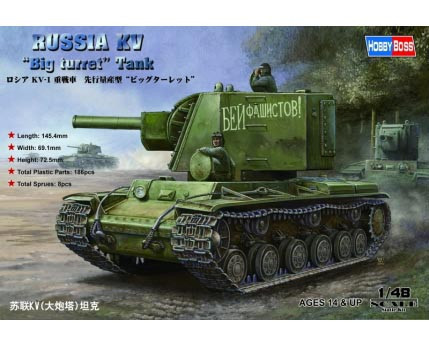 RUSSIA KV
"Big turret" Tank
HOBBYBOSS
ロシア KV-1 重戦車 先行量産型 "ビッグターレット"
БЕЙ ФАШИСТОВ!
Length: 145.4mm
Width: 69.1mm
Height: 72.5mm
Total Plastic Parts: 186pcs
Total Sprues: 8pcs
苏联KV(大炮塔)坦克
AGES 14 & UP
1/48
SCALE